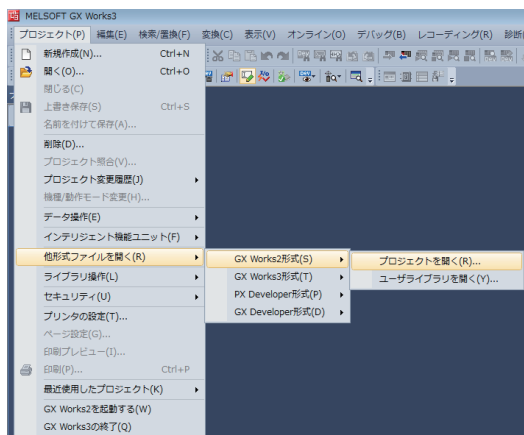 MELSOFT GX Works3
プロジェクト(P) 編集(E) 検索/置換(F) 変換(C) 表示(V) オンライン(O) デバッグ(B) レコーディング(R) 診断
新規作成(N)... Ctrl+N
開く(O)... Ctrl+O
閉じる(C)
上書き保存(S) Ctrl+S
名前を付けて保存(A)...
削除(D)...
プロジェクト照合(V)...
プロジェクト変更履歴(J)
機種/動作モード変更(H)...
データ操作(E)
インテリジェント機能ユニット(F)
他形式ファイルを開く(R) GX Works2形式(S) プロジェクトを開く(R)...
ライブラリ操作(L) GX Works3形式(T) ユーザライブラリを開く(Y)...
セキュリティ(U) PX Developer形式(P)
プリンタの設定(T)... GX Developer形式(D)
ページ設定(G)...
印刷プレビュー(I)...
印刷(P)... Ctrl+P
最近使用したプロジェクト(K)
GX Works2を起動する(W)
GX Works3の終了(Q)